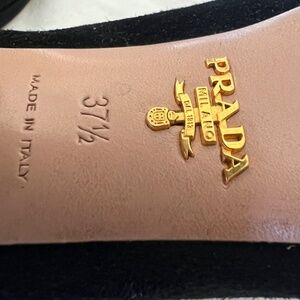 PRADA
MILANO
DAL 1913
37½
MADE IN ITALY